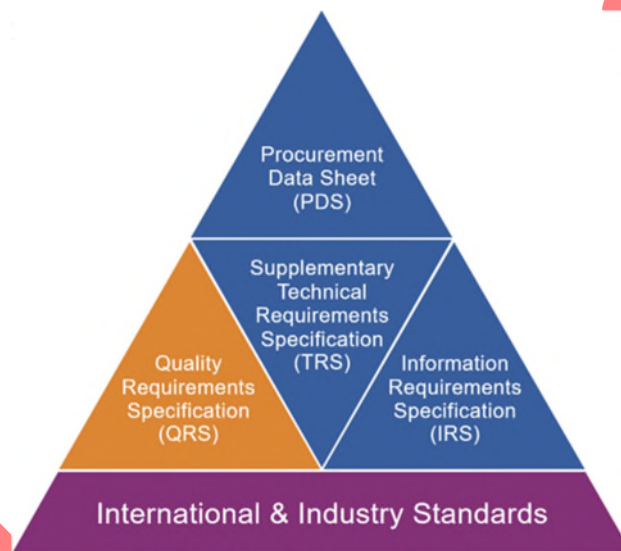 Procurement
Data Sheet
(PDS)
Supplementary
Technical
Requirements
Specification
(TRS)
Quality
Requirements
Specification
(QRS)
Information
Requirements
Specification
(IRS)
International & Industry Standards